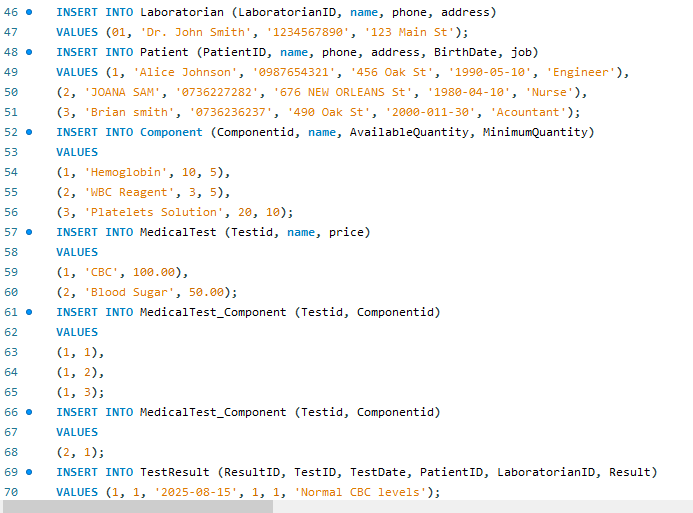 46 INSERT INTO Laboratorian (LaboratorianID, name, phone, address)
47 VALUES (01, 'Dr. John Smith', '1234567890', '123 Main St');
48 INSERT INTO Patient (PatientID, name, phone, address, BirthDate, job)
49 VALUES (1, 'Alice Johnson', '0987654321', '456 Oak St', '1990-05-10', 'Engineer'),
50 (2, 'JOANA SAM', '0736227282', '676 NEW ORLEANS St', '1980-04-10', 'Nurse'),
51 (3, 'Brian smith', '0736236237', '490 Oak St', '2000-011-30', 'Acountant');
52 INSERT INTO Component (Componentid, name, AvailableQuantity, MinimumQuantity)
53 VALUES
54 (1, 'Hemoglobin', 10, 5),
55 (2, 'WBC Reagent', 3, 5),
56 (3, 'Platelets Solution', 20, 10);
57 INSERT INTO MedicalTest (Testid, name, price)
58 VALUES
59 (1, 'CBC', 100.00),
60 (2, 'Blood Sugar', 50.00);
61 INSERT INTO MedicalTest_Component (Testid, Componentid)
62 VALUES
63 (1, 1),
64 (1, 2),
65 (1, 3);
66 INSERT INTO MedicalTest_Component (Testid, Componentid)
67 VALUES
68 (2, 1);
69 INSERT INTO TestResult (ResultID, TestID, TestDate, PatientID, LaboratorianID, Result)
70 VALUES (1, 1, '2025-08-15', 1, 1, 'Normal CBC levels');